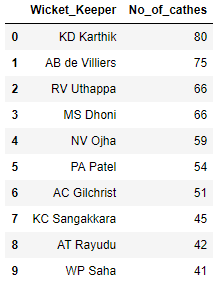 Wicket_Keeper No_of_cathes
0 KD Karthik 80
1 AB de Villiers 75
2 RV Uthappa 66
3 MS Dhoni 66
4 NV Ojha 59
5 PA Patel 54
6 AC Gilchrist 51
7 KC Sangakkara 45
8 AT Rayudu 42
9 WP Saha 41